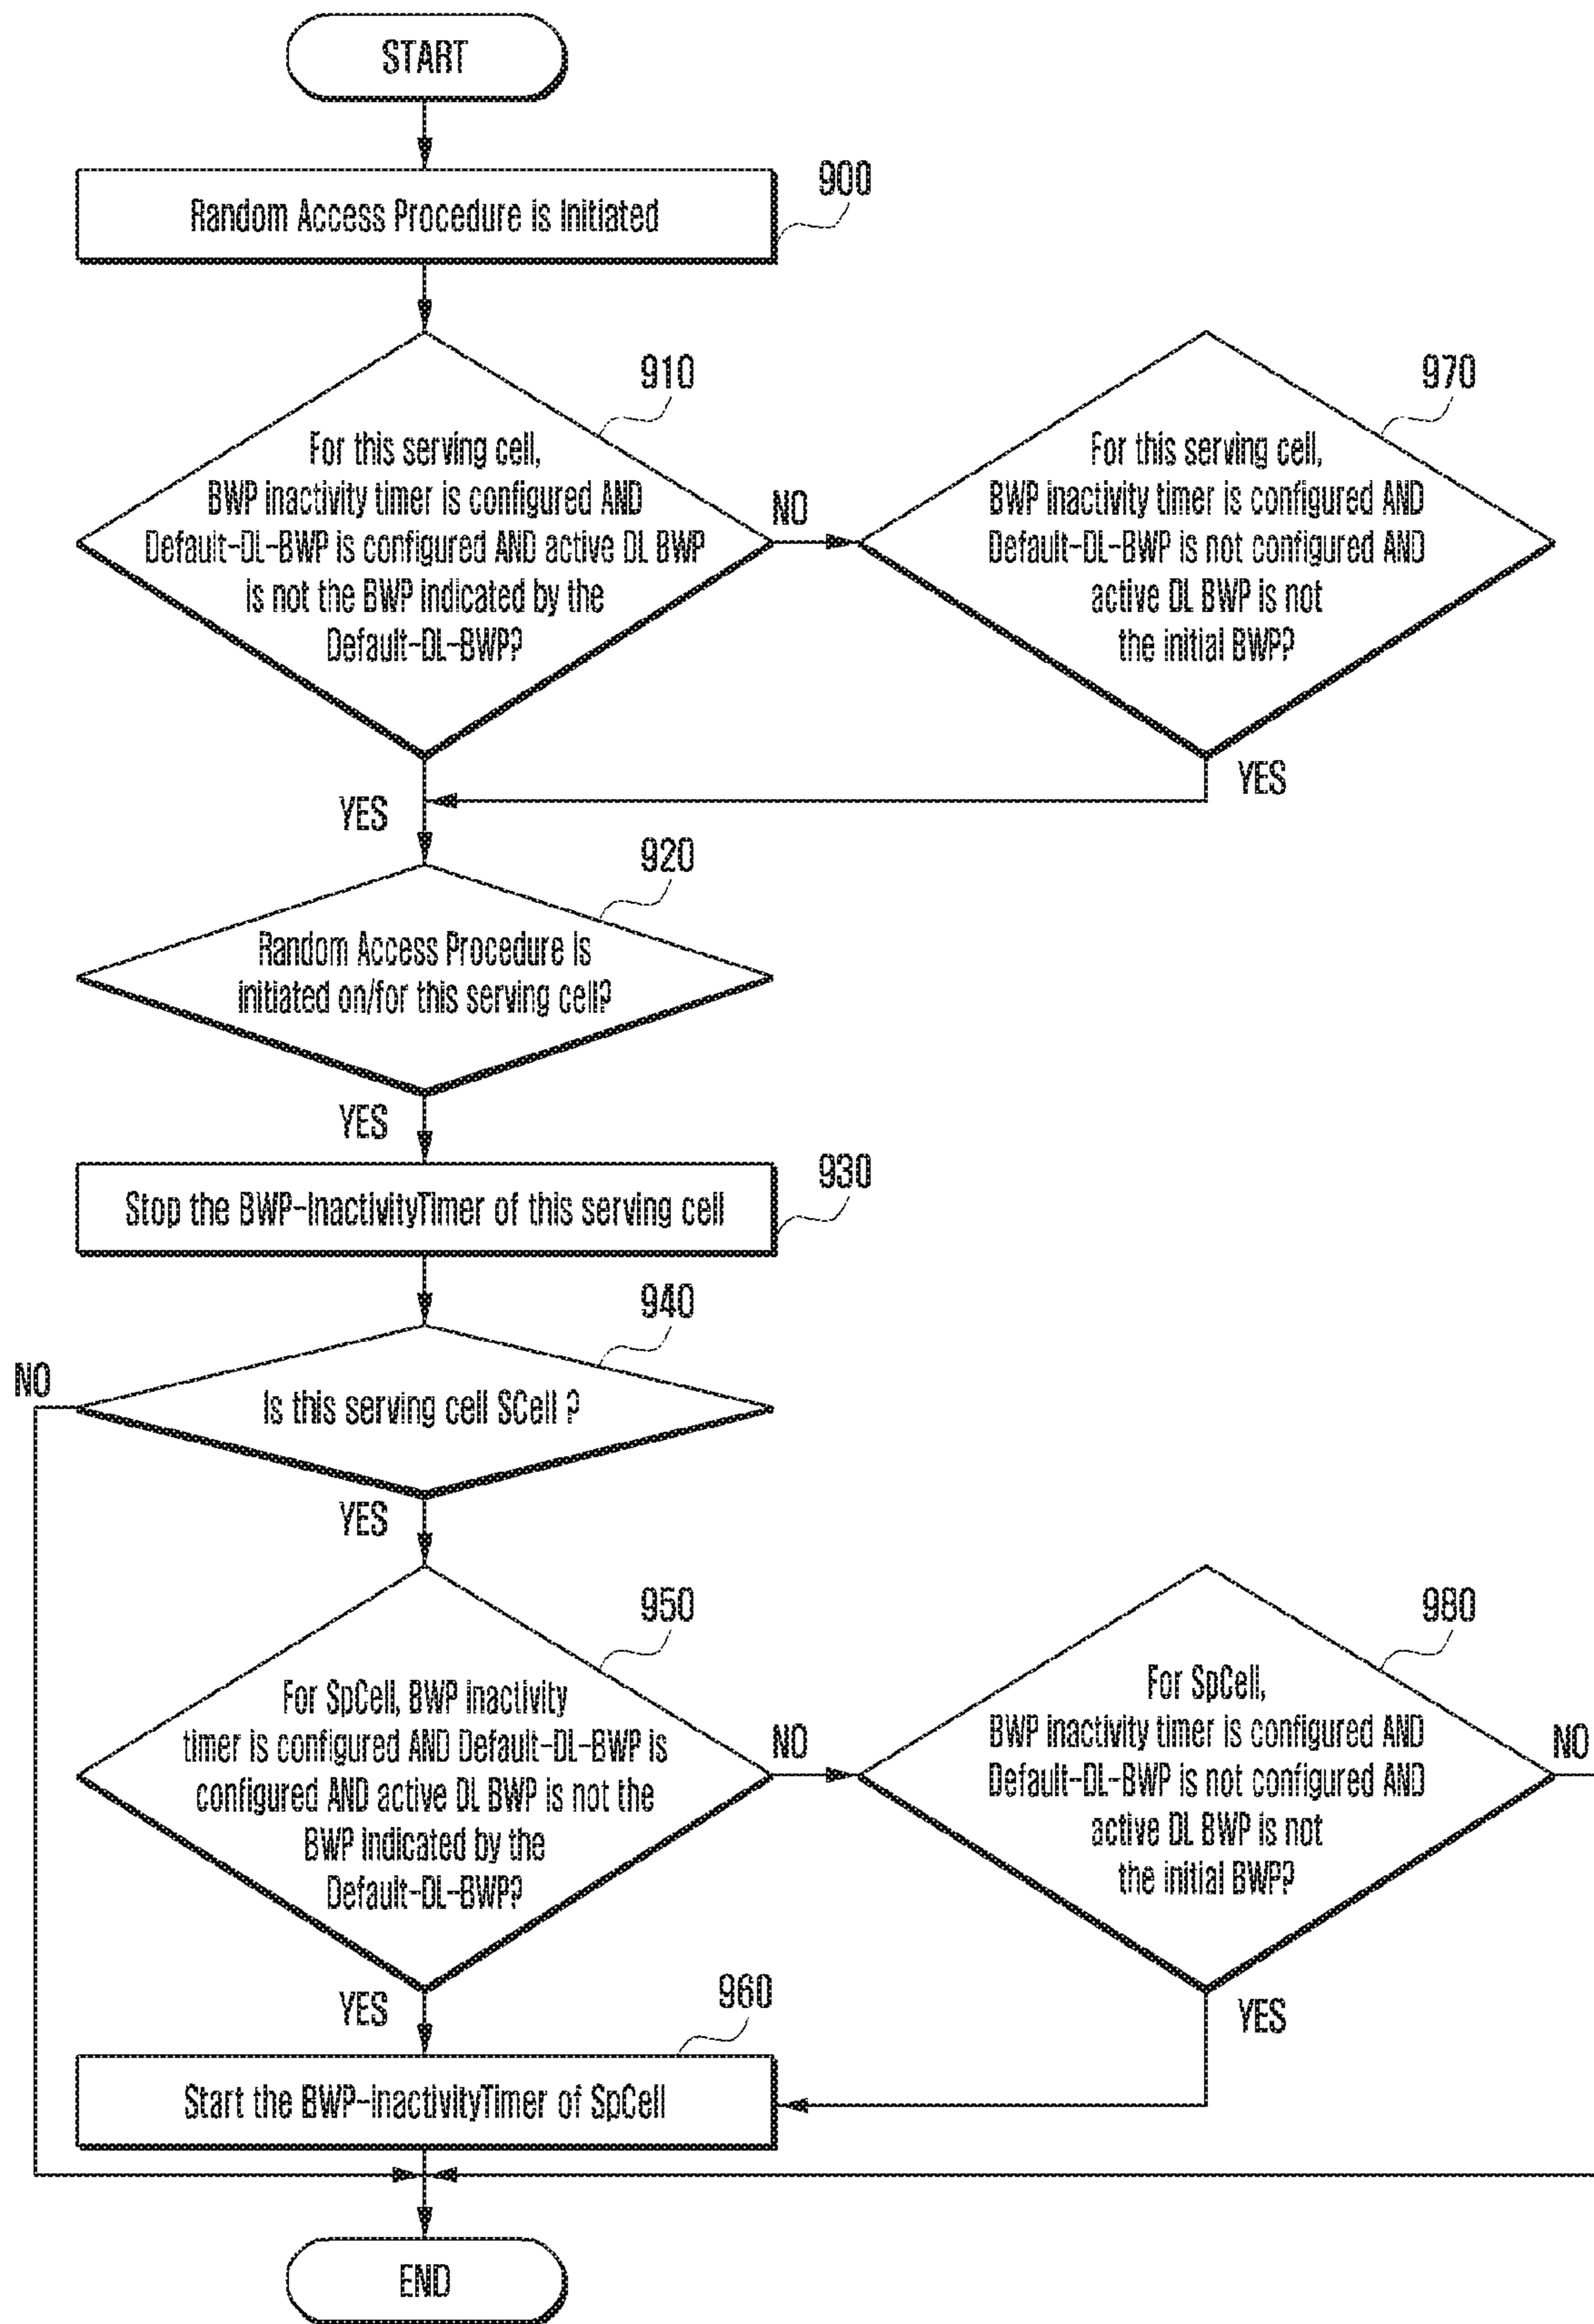 START
Random Access Procedure is Initiated
900
910
For this serving cell,
BWP inactivity timer is configured AND
Default-DL-BWP is configured AND active DL BWP
is not the BWP indicated by the
Default-DL-BWP?
NO
970
For this serving cell,
BWP inactivity timer is configured AND
Default-DL-BWP is not configured AND
active DL BWP is not
the initial BWP?
YES
YES
920
Random Access Procedure is
initiated on/for this serving cell?
YES
930
Stop the BWP-InactivityTimer of this serving cell
940
NO
Is this serving cell SCell ?
YES
950
For SpCell, BWP inactivity
timer is configured AND Default-DL-BWP is
configured AND active DL BWP is not the
BWP indicated by the
Default-DL-BWP?
NO
980
For SpCell,
BWP inactivity timer is configured AND
Default-DL-BWP is not configured AND
active DL BWP is not
the initial BWP?
NO
YES
YES
960
Start the BWP-inactivityTimer of SpCell
END